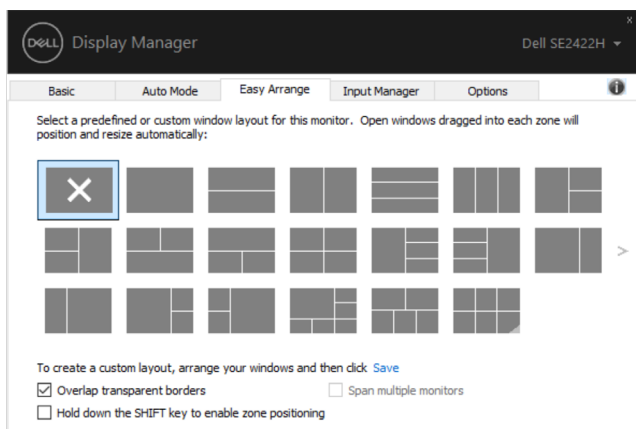 x
DELL Display Manager Dell SE2422H
Basic Auto Mode Easy Arrange Input Manager Options
Select a predefined or custom window layout for this monitor. Open windows dragged into each zone will
position and resize automatically:
>
To create a custom layout, arrange your windows and then click Save
Overlap transparent borders Span multiple monitors
Hold down the SHIFT key to enable zone positioning